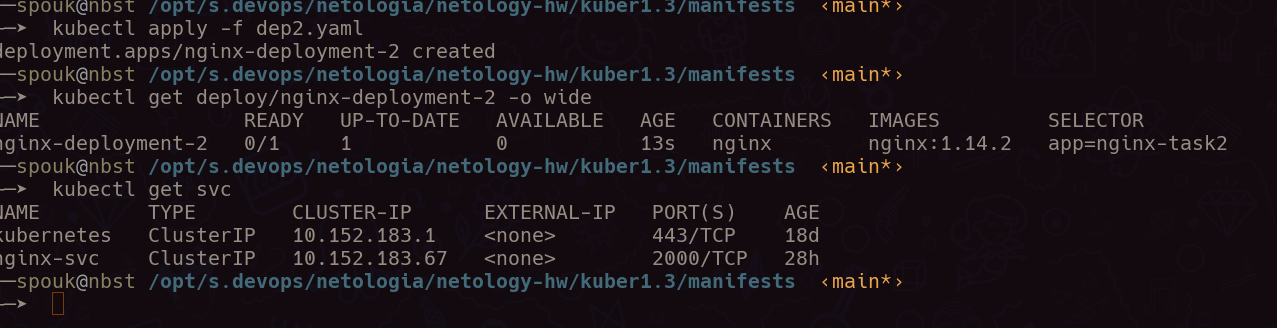 ─spouk@nbst /opt/s.devops/netologia/netology-hw/kuber1.3/manifests ‹main*›
─➤ kubectl apply -f dep2.yaml
deployment.apps/nginx-deployment-2 created
─spouk@nbst /opt/s.devops/netologia/netology-hw/kuber1.3/manifests ‹main*›
─➤ kubectl get deploy/nginx-deployment-2 -o wide
NAME READY UP-TO-DATE AVAILABLE AGE CONTAINERS IMAGES SELECTOR
nginx-deployment-2 0/1 1 0 13s nginx nginx:1.14.2 app=nginx-task2
─spouk@nbst /opt/s.devops/netologia/netology-hw/kuber1.3/manifests ‹main*›
─➤ kubectl get svc
NAME TYPE CLUSTER-IP EXTERNAL-IP PORT(S) AGE
kubernetes ClusterIP 10.152.183.1 <none> 443/TCP 18d
nginx-svc ClusterIP 10.152.183.67 <none> 2000/TCP 28h
─spouk@nbst /opt/s.devops/netologia/netology-hw/kuber1.3/manifests ‹main*›
─➤